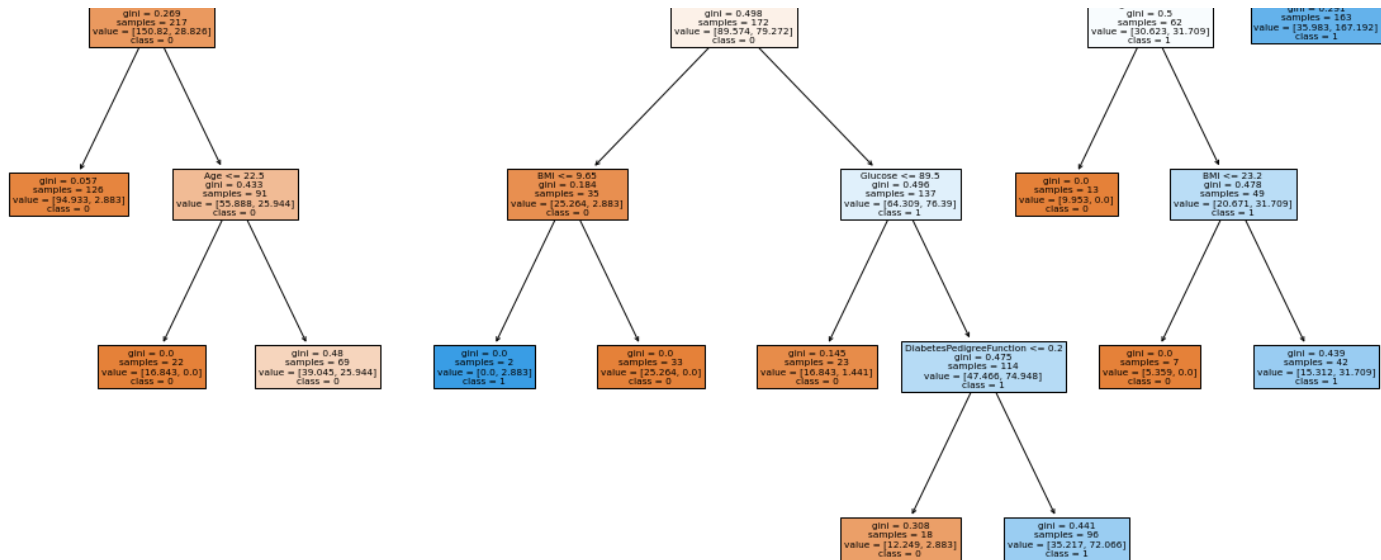 gini = 0.269
samples = 217
value = [150.82, 28.826]
class = 0
gini = 0.498
samples = 172
value = [89.574, 79.272]
class = 0
gini = 0.5
samples = 62
value = [30.623, 31.709]
class = 1
gini = 0.291
samples = 163
value = [35.983, 167.192]
class = 1
gini = 0.057
samples = 126
value = [94.933, 2.883]
class = 0
Age <= 22.5
gini = 0.433
samples = 91
value = [55.888, 25.944]
class = 0
BMI <= 9.65
gini = 0.184
samples = 35
value = [25.264, 2.883]
class = 0
Glucose <= 89.5
gini = 0.496
samples = 137
value = [64.309, 76.39]
class = 1
gini = 0.0
samples = 13
value = [9.953, 0.0]
class = 0
BMI <= 23.2
gini = 0.478
samples = 49
value = [20.671, 31.709]
class = 1
gini = 0.0
samples = 22
value = [16.843, 0.0]
class = 0
gini = 0.48
samples = 69
value = [39.045, 25.944]
class = 0
gini = 0.0
samples = 2
value = [0.0, 2.883]
class = 1
gini = 0.0
samples = 33
value = [25.264, 0.0]
class = 0
gini = 0.145
samples = 23
value = [16.843, 1.441]
class = 0
DiabetesPedigreeFunction <= 0.2
gini = 0.475
samples = 114
value = [47.466, 74.948]
class = 1
gini = 0.0
samples = 7
value = [5.359, 0.0]
class = 0
gini = 0.439
samples = 42
value = [15.312, 31.709]
class = 1
gini = 0.308
samples = 18
value = [12.249, 2.883]
class = 0
gini = 0.441
samples = 96
value = [35.217, 72.066]
class = 1